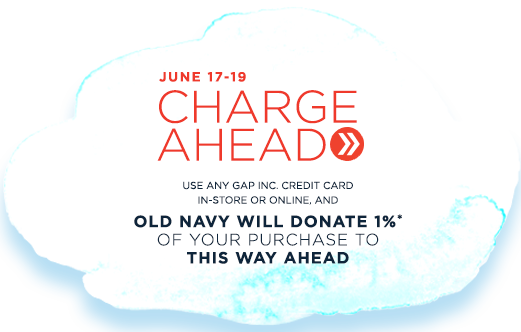 JUNE 17-19
CHARGE
AHEAD
USE ANY GAP INC. CREDIT CARD
IN-STORE OR ONLINE, AND
OLD NAVY WILL DONATE 1%*
OF YOUR PURCHASE TO
THIS WAY AHEAD